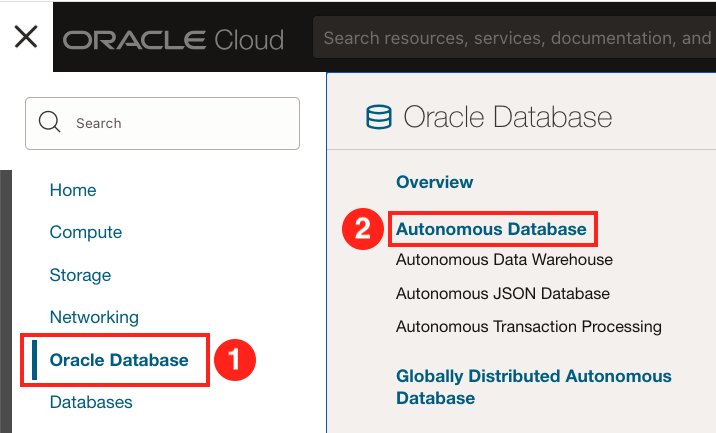 ORACLE Cloud
Search resources, services, documentation, and
Search
Home
Compute
Storage
Networking
Oracle Database
1
Databases
Oracle Database
Overview
2
Autonomous Database
Autonomous Data Warehouse
Autonomous JSON Database
Autonomous Transaction Processing
Globally Distributed Autonomous
Database